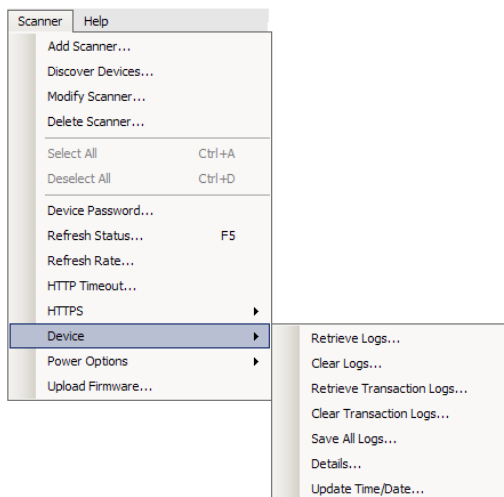 Scanner Help
Add Scanner...
Discover Devices...
Modify Scanner...
Delete Scanner...
Select All Ctrl+A
Deselect All Ctrl+D
Device Password...
Refresh Status... F5
Refresh Rate...
HTTP Timeout...
HTTPS
Device
Power Options
Upload Firmware...
Retrieve Logs...
Clear Logs...
Retrieve Transaction Logs...
Clear Transaction Logs...
Save All Logs...
Details...
Update Time/Date...